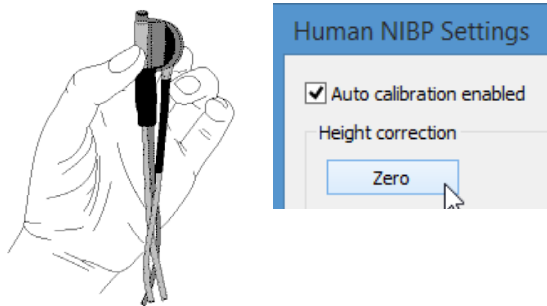 Human NIBP Settings
Auto calibration enabled
Height correction
Zero